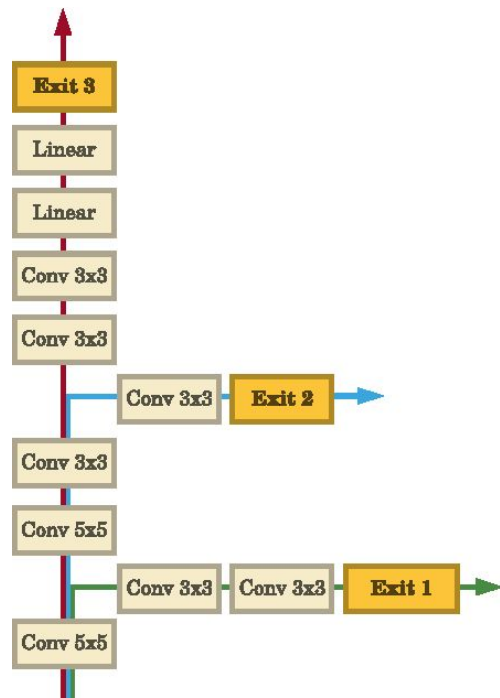 Exit 3
Linear
Linear
Conv 3x3
Conv 3x3
Conv 3x3 Exit 2
Conv 3x3
Conv 5x5
Conv 3x3 Conv 3x3 Exit 1
Conv 5x5